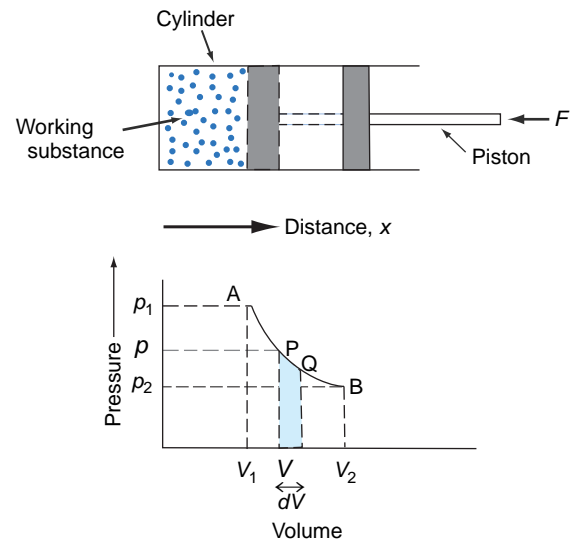 Cylinder
Working
substance
F
Piston
Distance, x
Pressure
p1
A
p
P
Q
p2
B
V1
V
V2
dV
Volume